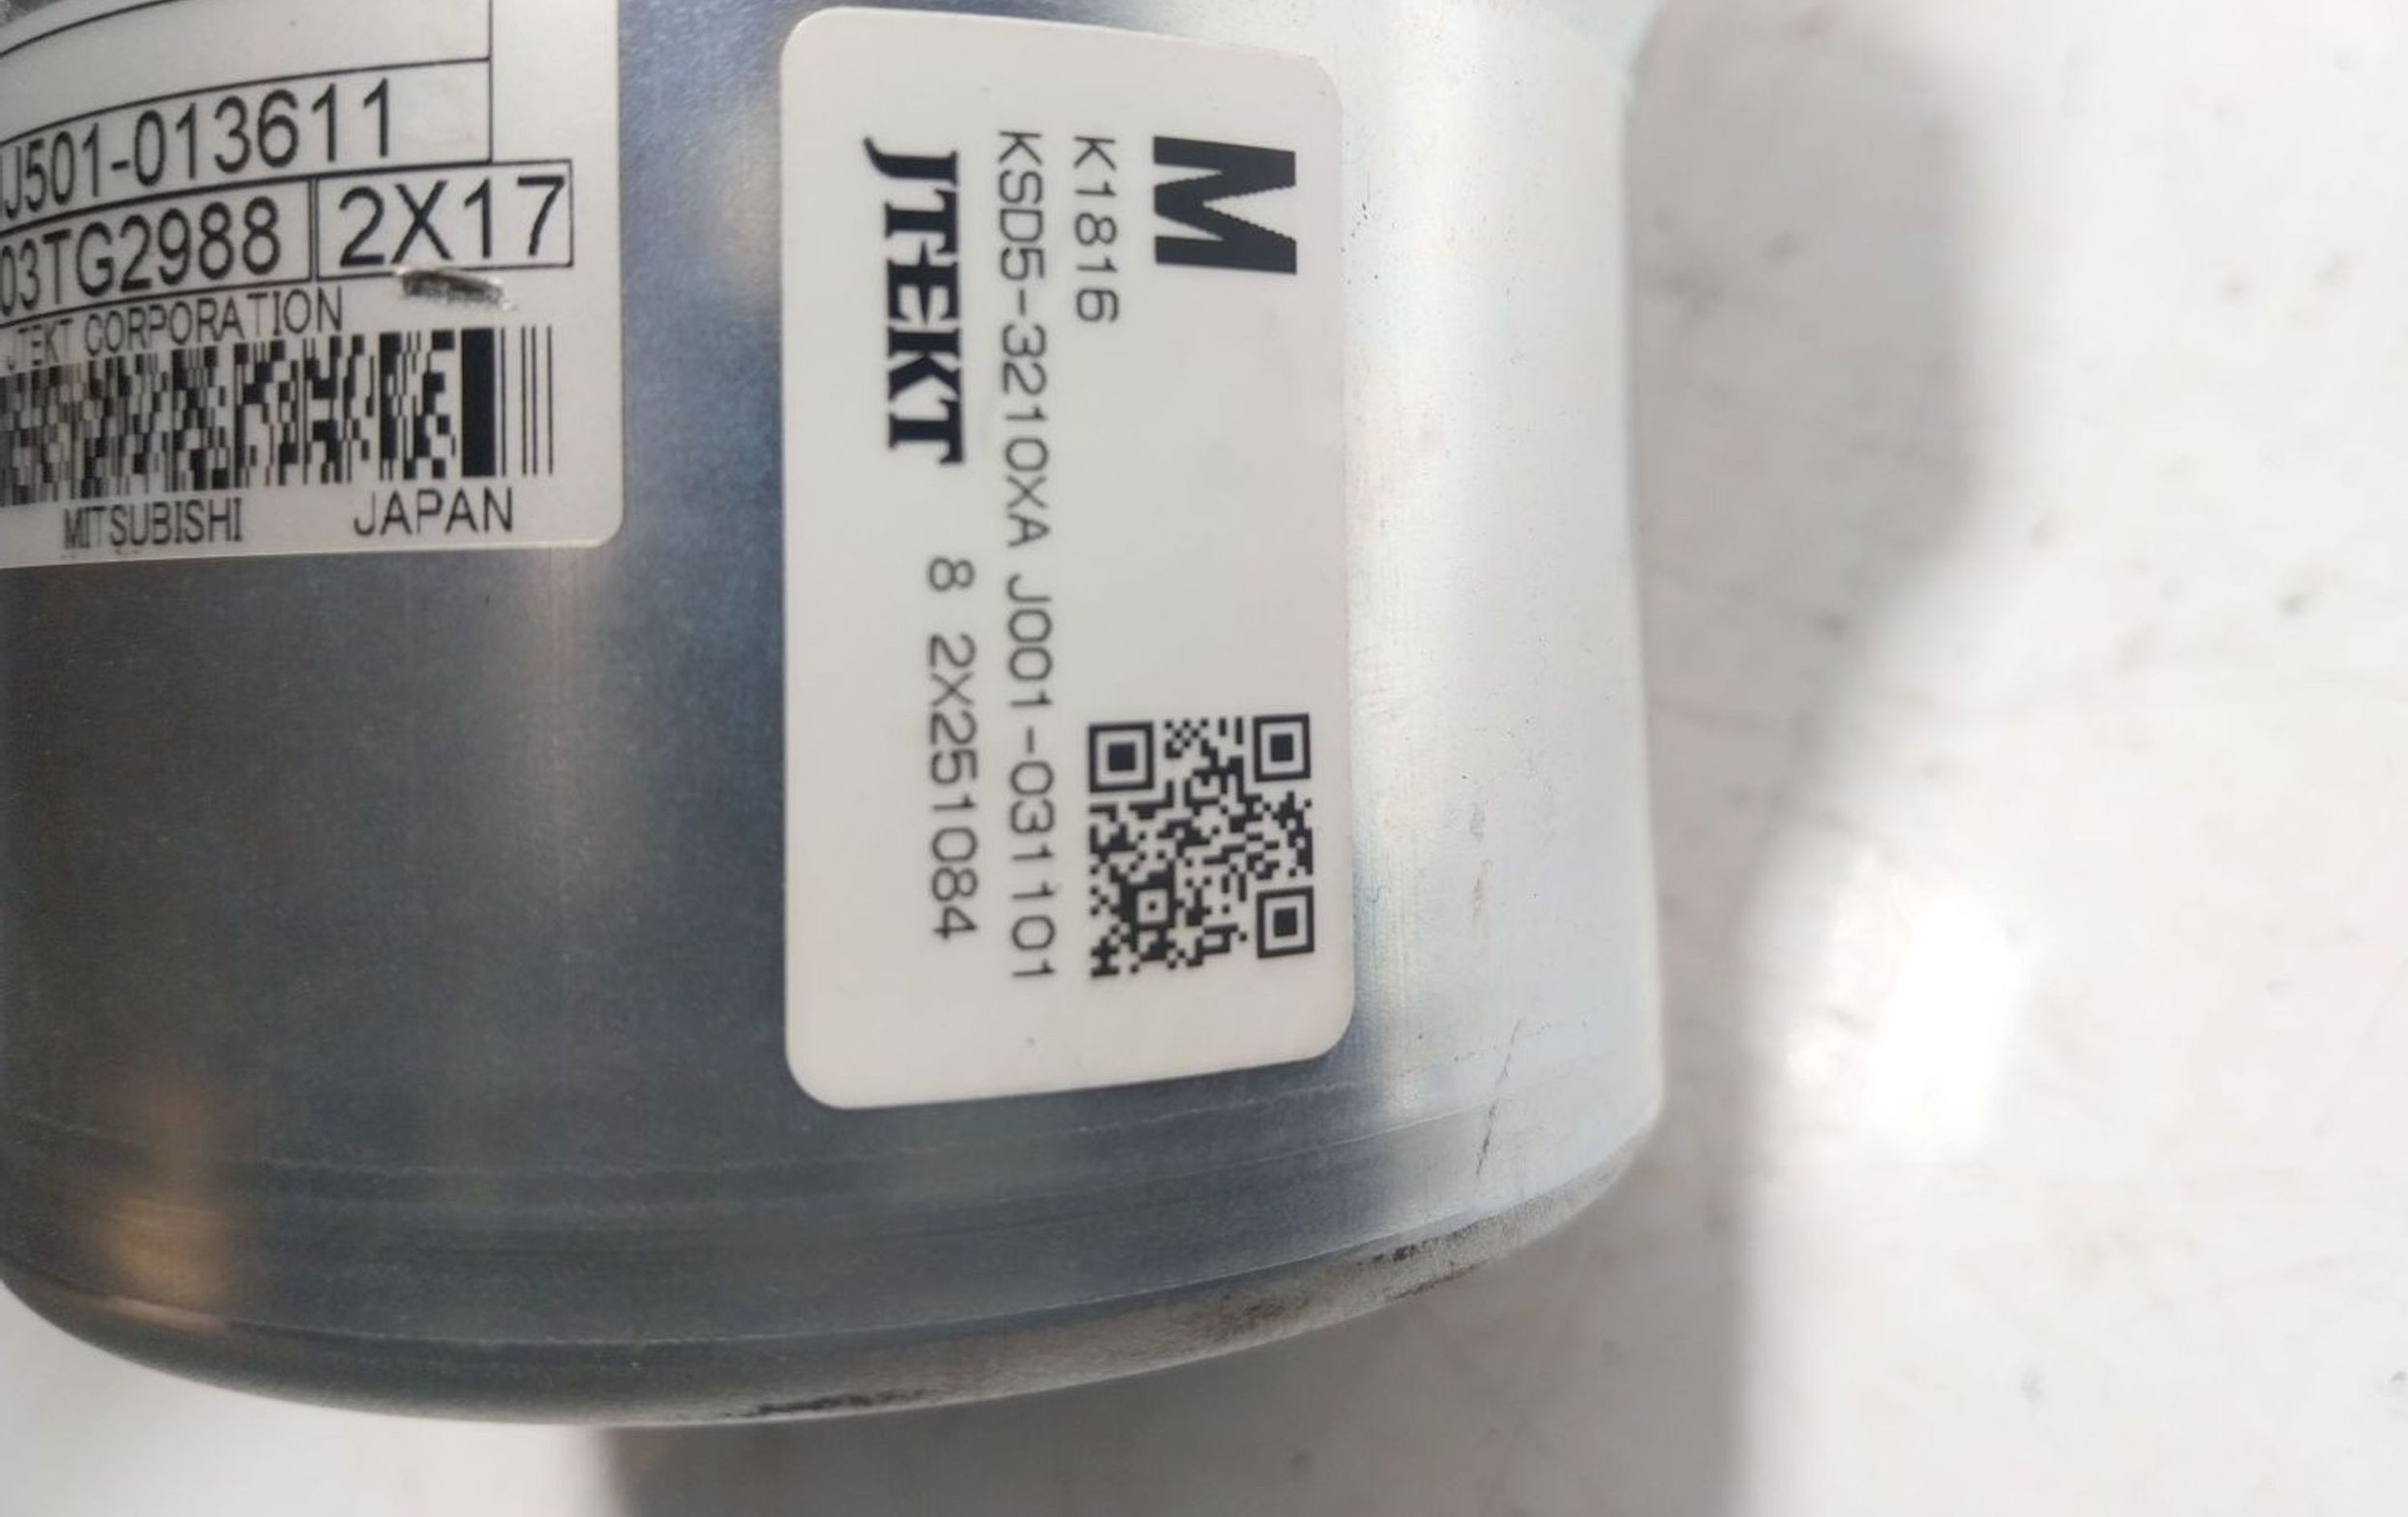 J501-013611
03TG2988 2X17
JTEKT CORPORATION
MITSUBISHI JAPAN
M
K1816
KSD5-3210XA J001-031101
JTEKT 8 2X251084